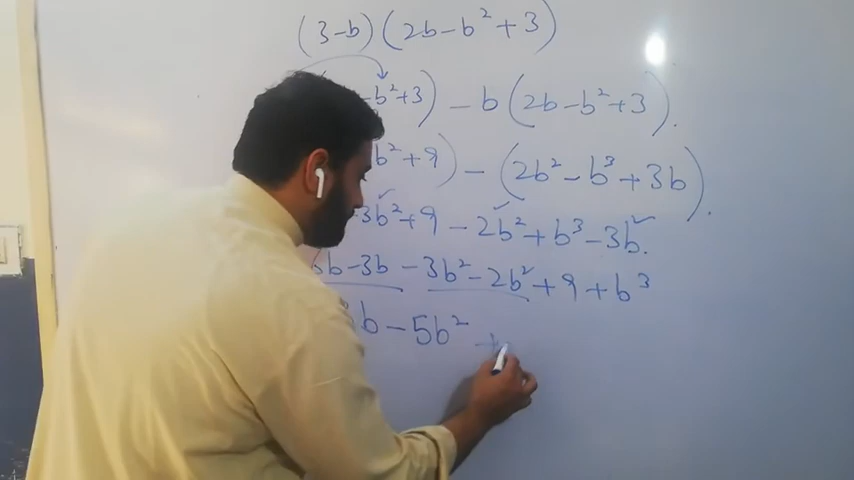 (3-b) (2b-b²+3)
-b²+3) - b (2b-b²+3).
b²+9) - (2b²-b³+3b).
3b²+9-2b²+b³-3b.
6b-3b-3b²-2b²+9+b³
b-5b²+